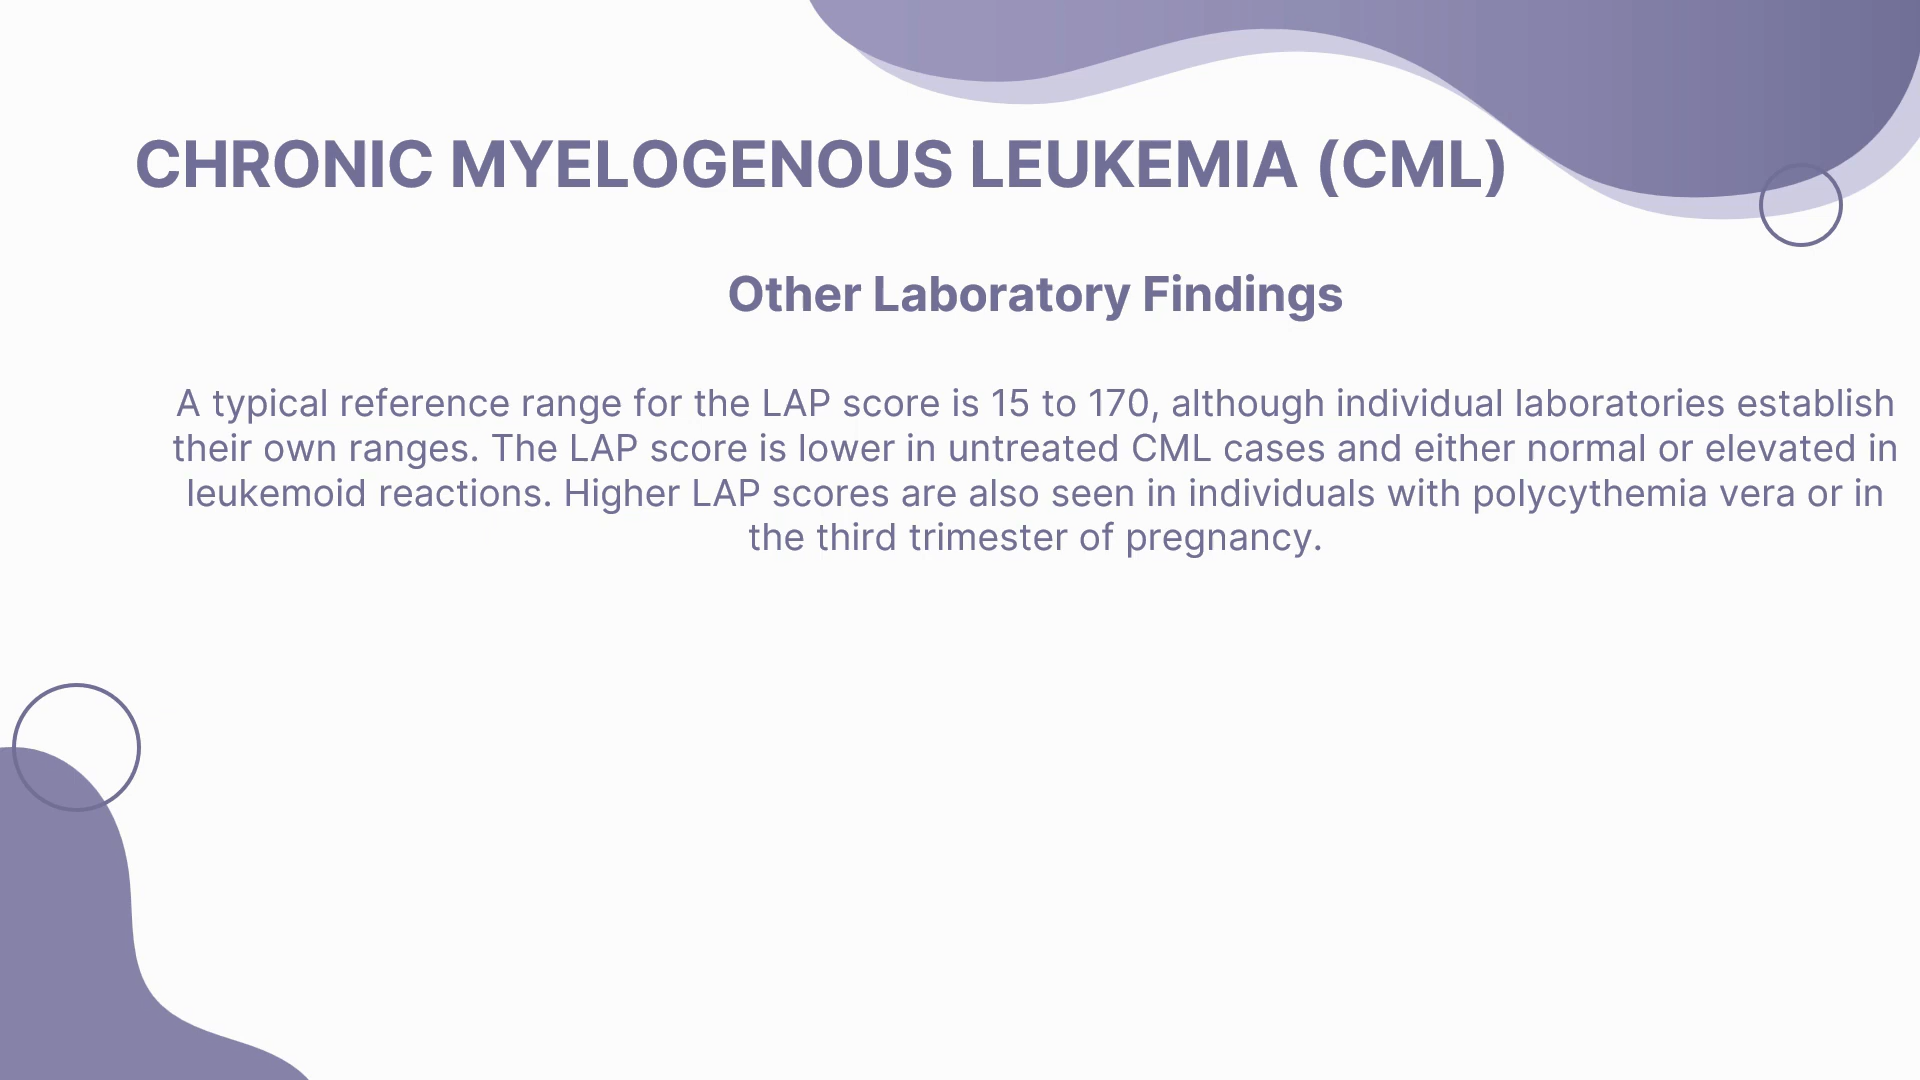 CHRONIC MYELOGENOUS LEUKEMIA (CML)
Other Laboratory Findings
A typical reference range for the LAP score is 15 to 170, although individual laboratories establish
their own ranges. The LAP score is lower in untreated CML cases and either normal or elevated in
leukemoid reactions. Higher LAP scores are also seen in individuals with polycythemia vera or in
the third trimester of pregnancy.